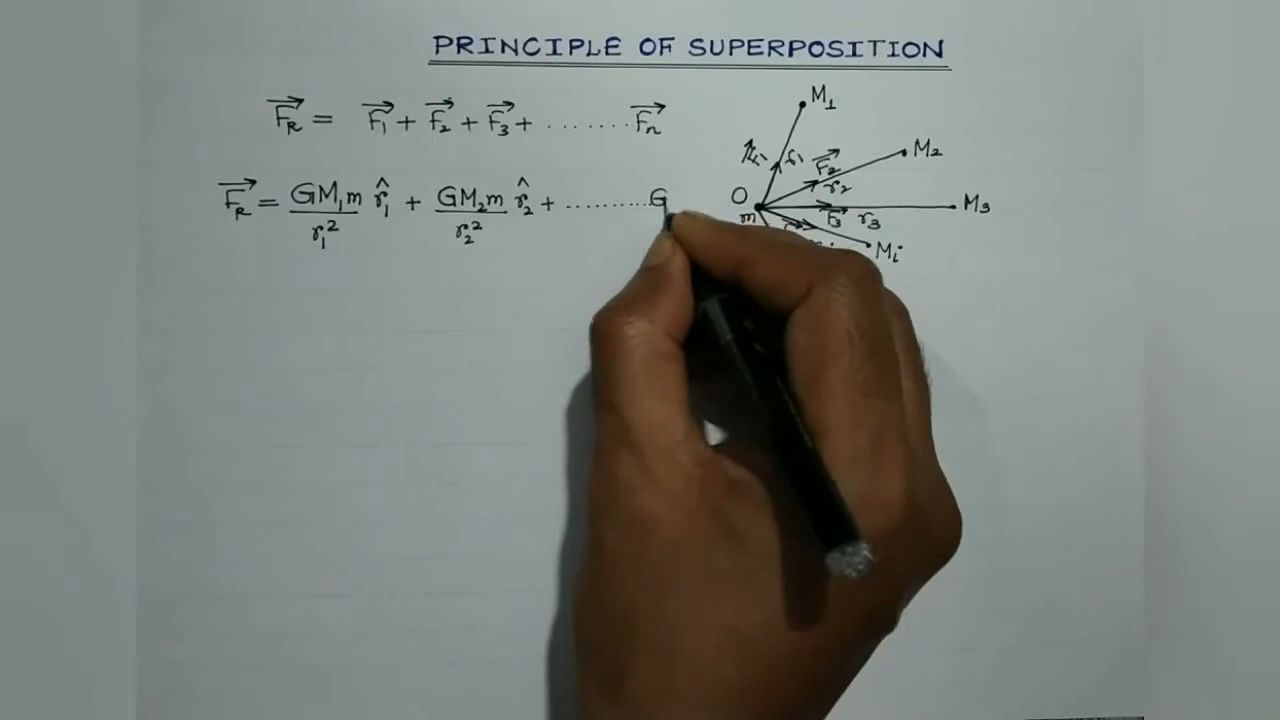 PRINCIPLE OF SUPERPOSITION
F⃗R = F⃗1 + F⃗2 + F⃗3 + ........ F⃗n
F⃗R = GM1m/r1² r̂1 + GM2m/r2² r̂2 + .......... G
M1
F⃗1 r1
F⃗2
r2
M2
O
m
F⃗3 r3
M3
Mi